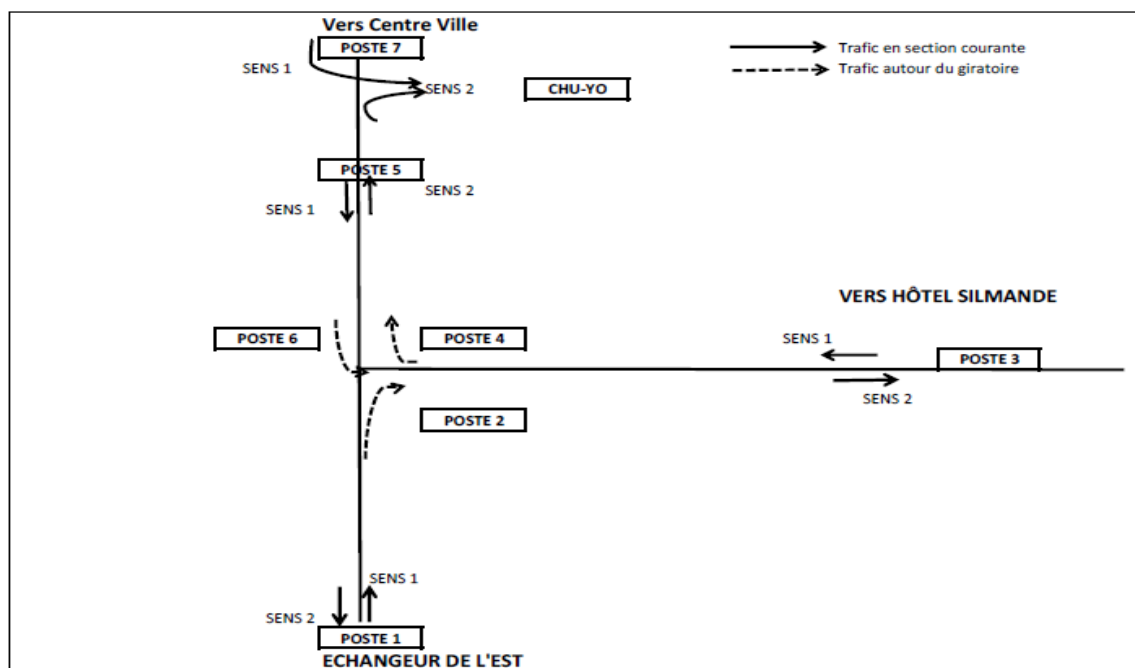 Vers Centre Ville
POSTE 7
SENS 1
SENS 2
CHU-YO
Trafic en section courante
Trafic autour du giratoire
POSTE 5
SENS 1
SENS 2
VERS HÔTEL SILMANDE
POSTE 6
POSTE 4
SENS 1
POSTE 3
SENS 2
POSTE 2
SENS 1
SENS 2
POSTE 1
ECHANGEUR DE L'EST